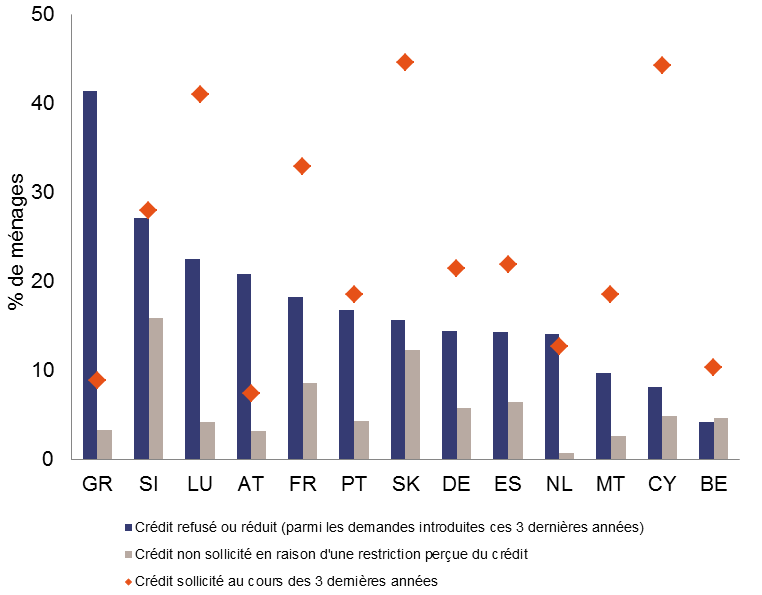 50
40
30
20
10
0
% de ménages
GR SI LU AT FR PT SK DE ES NL MT CY BE
Crédit refusé ou réduit (parmi les demandes introduites ces 3 dernières années)
Crédit non sollicité en raison d'une restriction perçue du crédit
Crédit sollicité au cours des 3 dernières années